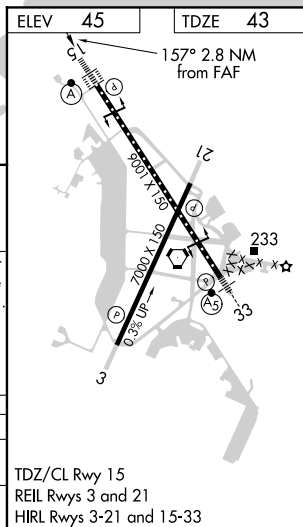 ELEV 45
TDZE 43
157° 2.8 NM
from FAF
15
A
P
21
9001 X 150
P
233
7000 X 150
P
A5
33
P
0.3% UP
3
TDZ/CL Rwy 15
REIL Rwys 3 and 21
HIRL Rwys 3-21 and 15-33